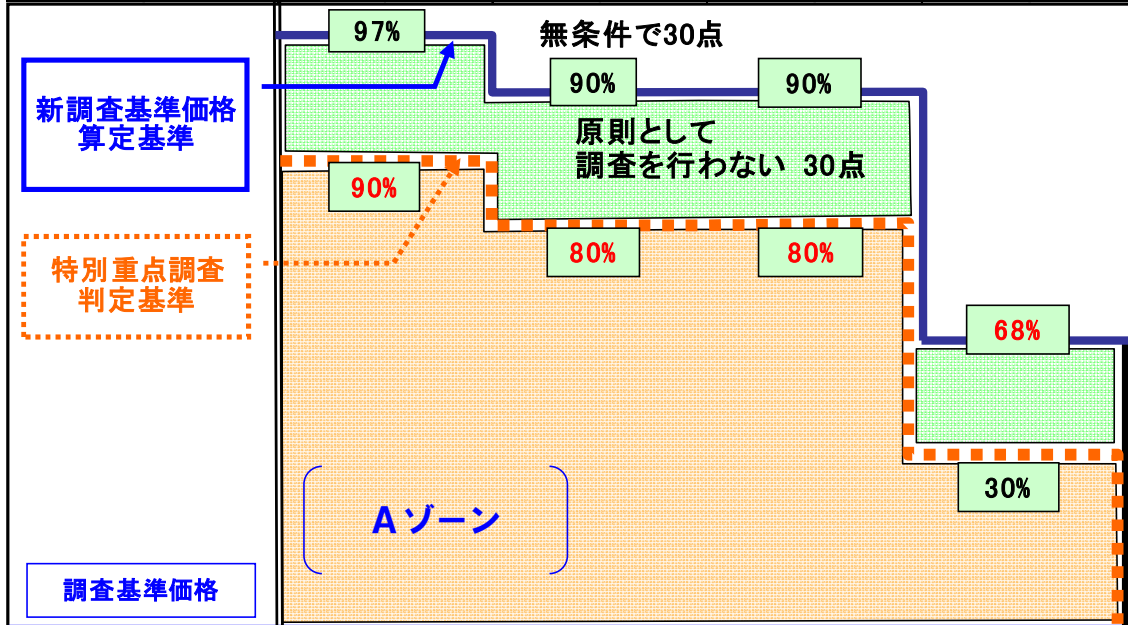 97%
無条件で30点
新調査基準価格
算定基準
90%
90%
原則として
調査を行わない 30点
90%
特別重点調査
判定基準
80%
80%
68%
30%
Aゾーン
調査基準価格